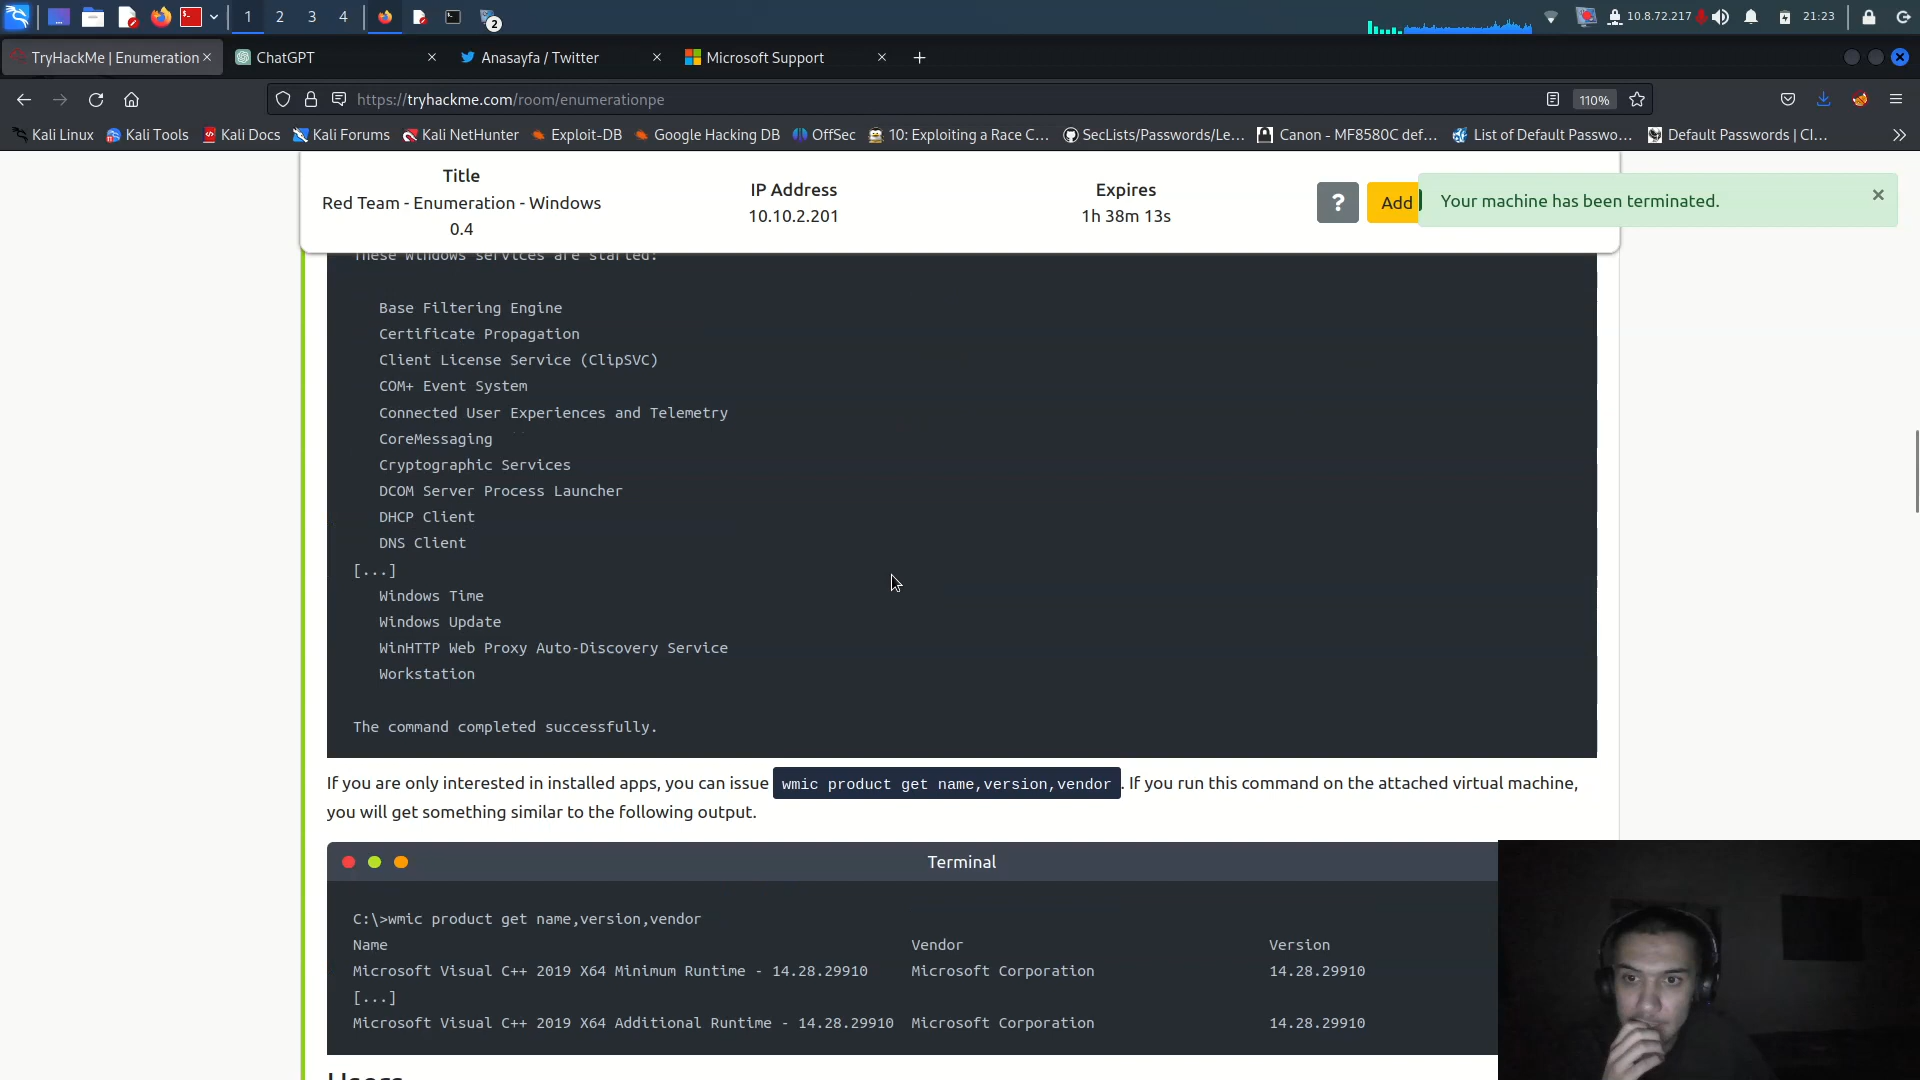 1 2 3 4
2
10.8.72.217
21:23
TryHackMe | Enumeration
ChatGPT
Anasayfa / Twitter
Microsoft Support
https://tryhackme.com/room/enumerationpe
110%
Kali Linux
Kali Tools
Kali Docs
Kali Forums
Kali NetHunter
Exploit-DB
Google Hacking DB
OffSec
10: Exploiting a Race C…
SecLists/Passwords/Le…
Canon - MF8580C def…
List of Default Passwo…
Default Passwords | CI…
Title
Red Team - Enumeration - Windows
0.4
IP Address
10.10.2.201
Expires
1h 38m 13s
?
Add
Your machine has been terminated.
These Windows services are started:
Base Filtering Engine
Certificate Propagation
Client License Service (ClipSVC)
COM+ Event System
Connected User Experiences and Telemetry
CoreMessaging
Cryptographic Services
DCOM Server Process Launcher
DHCP Client
DNS Client
[...]
Windows Time
Windows Update
WinHTTP Web Proxy Auto-Discovery Service
Workstation
The command completed successfully.
If you are only interested in installed apps, you can issue wmic product get name,version,vendor. If you run this command on the attached virtual machine,
you will get something similar to the following output.
Terminal
C:\>wmic product get name,version,vendor
Name Vendor Version
Microsoft Visual C++ 2019 X64 Minimum Runtime - 14.28.29910 Microsoft Corporation 14.28.29910
[...]
Microsoft Visual C++ 2019 X64 Additional Runtime - 14.28.29910 Microsoft Corporation 14.28.29910
Users